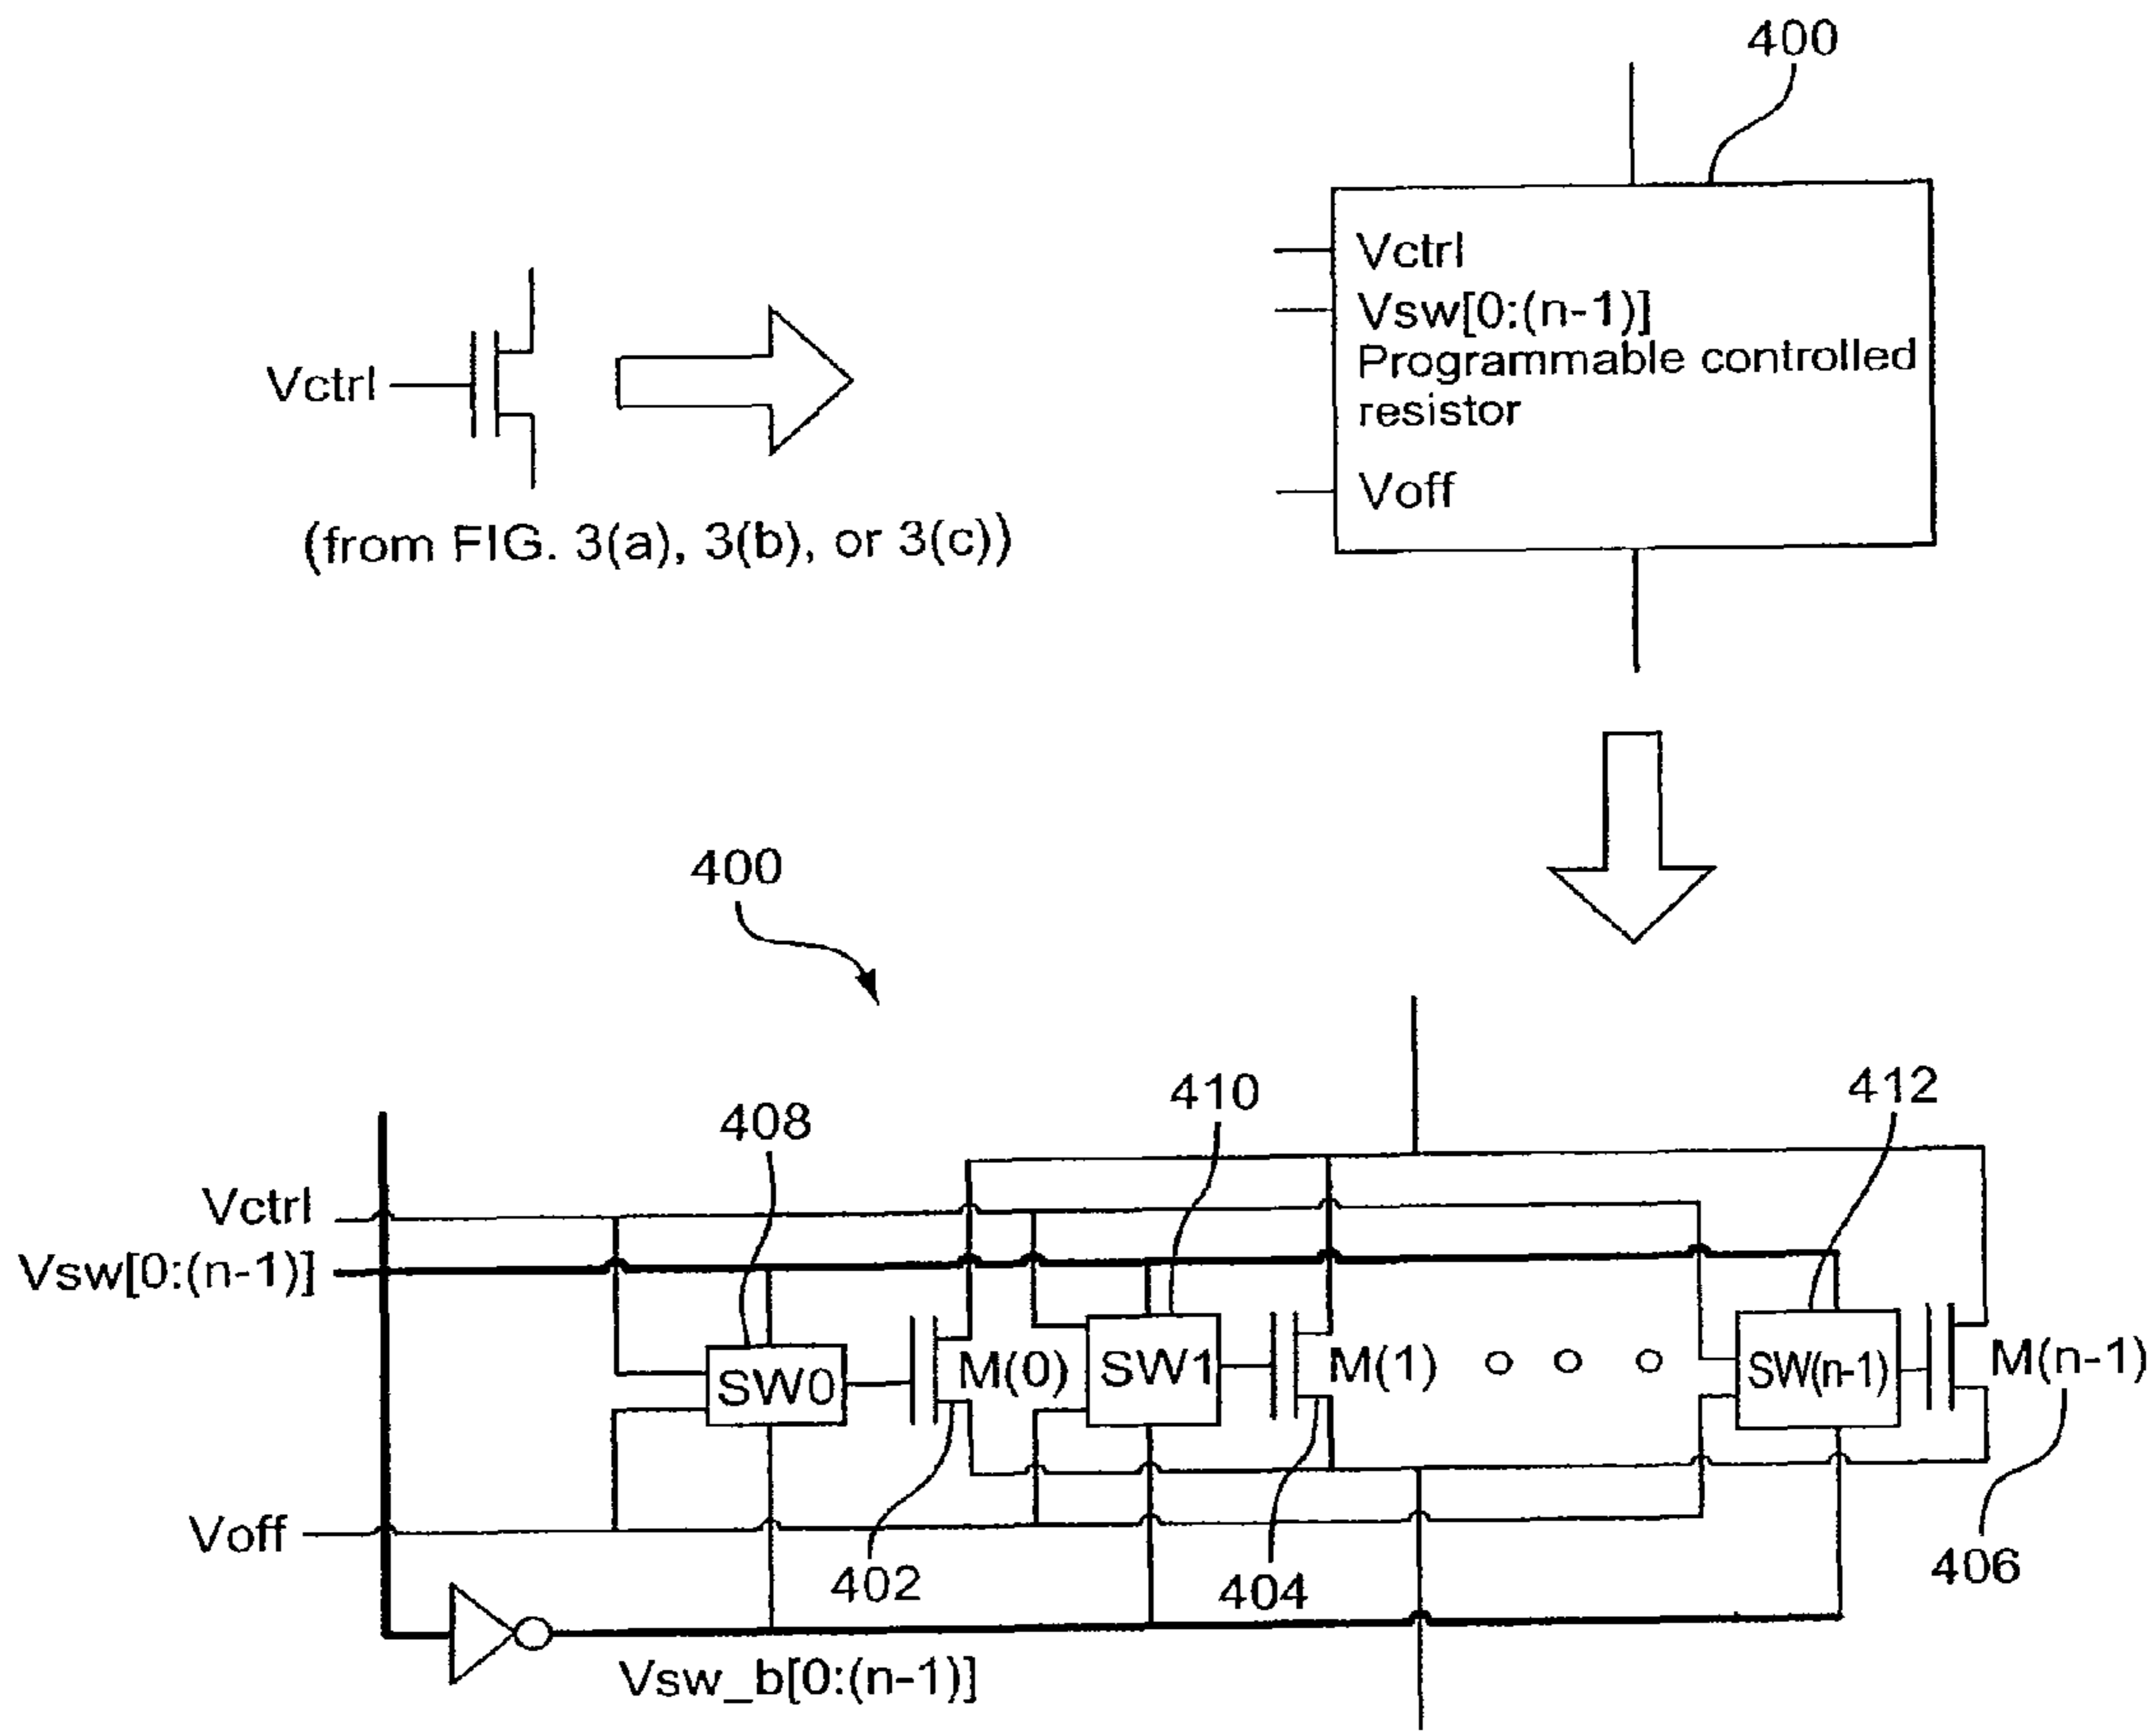 400
Vctrl
Vsw[0:(n-1)]
Programmable controlled
resistor
Voff
Vctrl
(from FIG. 3(a), 3(b), or 3(c))
400
408
410
412
Vctrl
Vsw[0:(n-1)]
SW0
M(0)
SW1
M(1)
SW(n-1)
M(n-1)
Voff
402
404
406
Vsw_b[0:(n-1)]